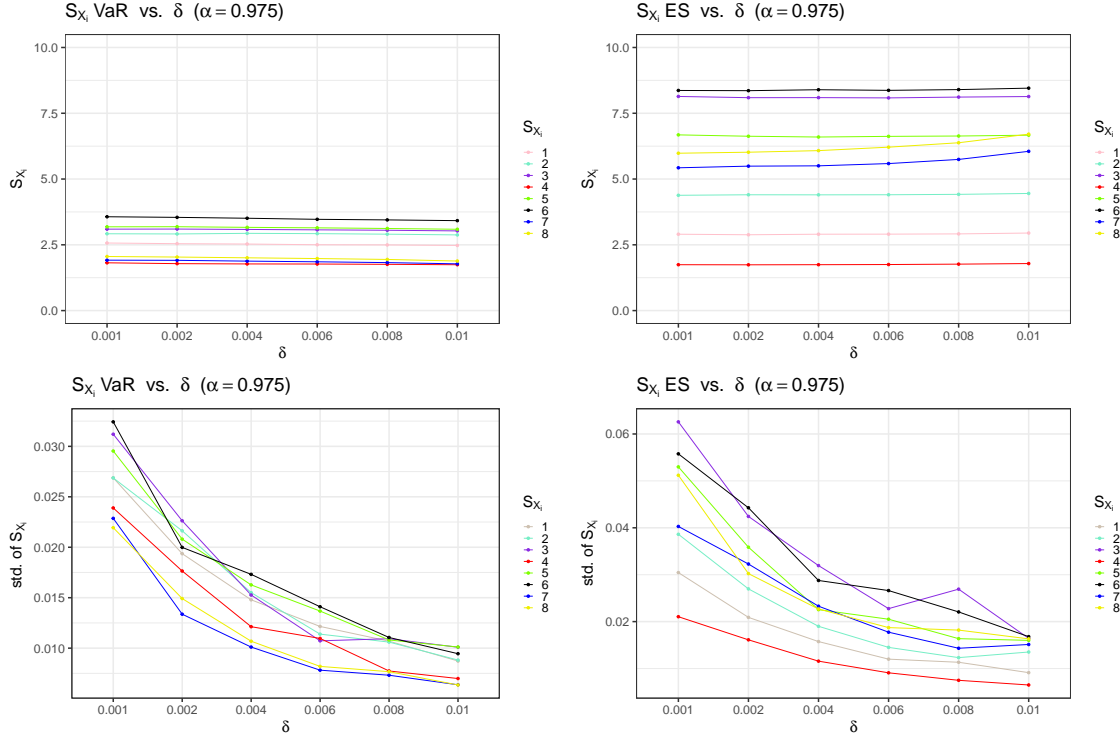 S_{X_i} VaR vs. δ (α = 0.975)
10.0
7.5
5.0
2.5
0.0
S_{X_i}
0.001 0.002 0.004 0.006 0.008 0.01
δ
S_{X_i}
1
2
3
4
5
6
7
8
S_{X_i} ES vs. δ (α = 0.975)
10.0
7.5
5.0
2.5
0.0
S_{X_i}
0.001 0.002 0.004 0.006 0.008 0.01
δ
S_{X_i}
1
2
3
4
5
6
7
8
S_{X_i} VaR vs. δ (α = 0.975)
0.030
0.025
0.020
0.015
0.010
std. of S_{X_i}
0.001 0.002 0.004 0.006 0.008 0.01
δ
S_{X_i}
1
2
3
4
5
6
7
8
S_{X_i} ES vs. δ (α = 0.975)
0.06
0.04
0.02
std. of S_{X_i}
0.001 0.002 0.004 0.006 0.008 0.01
δ
S_{X_i}
1
2
3
4
5
6
7
8